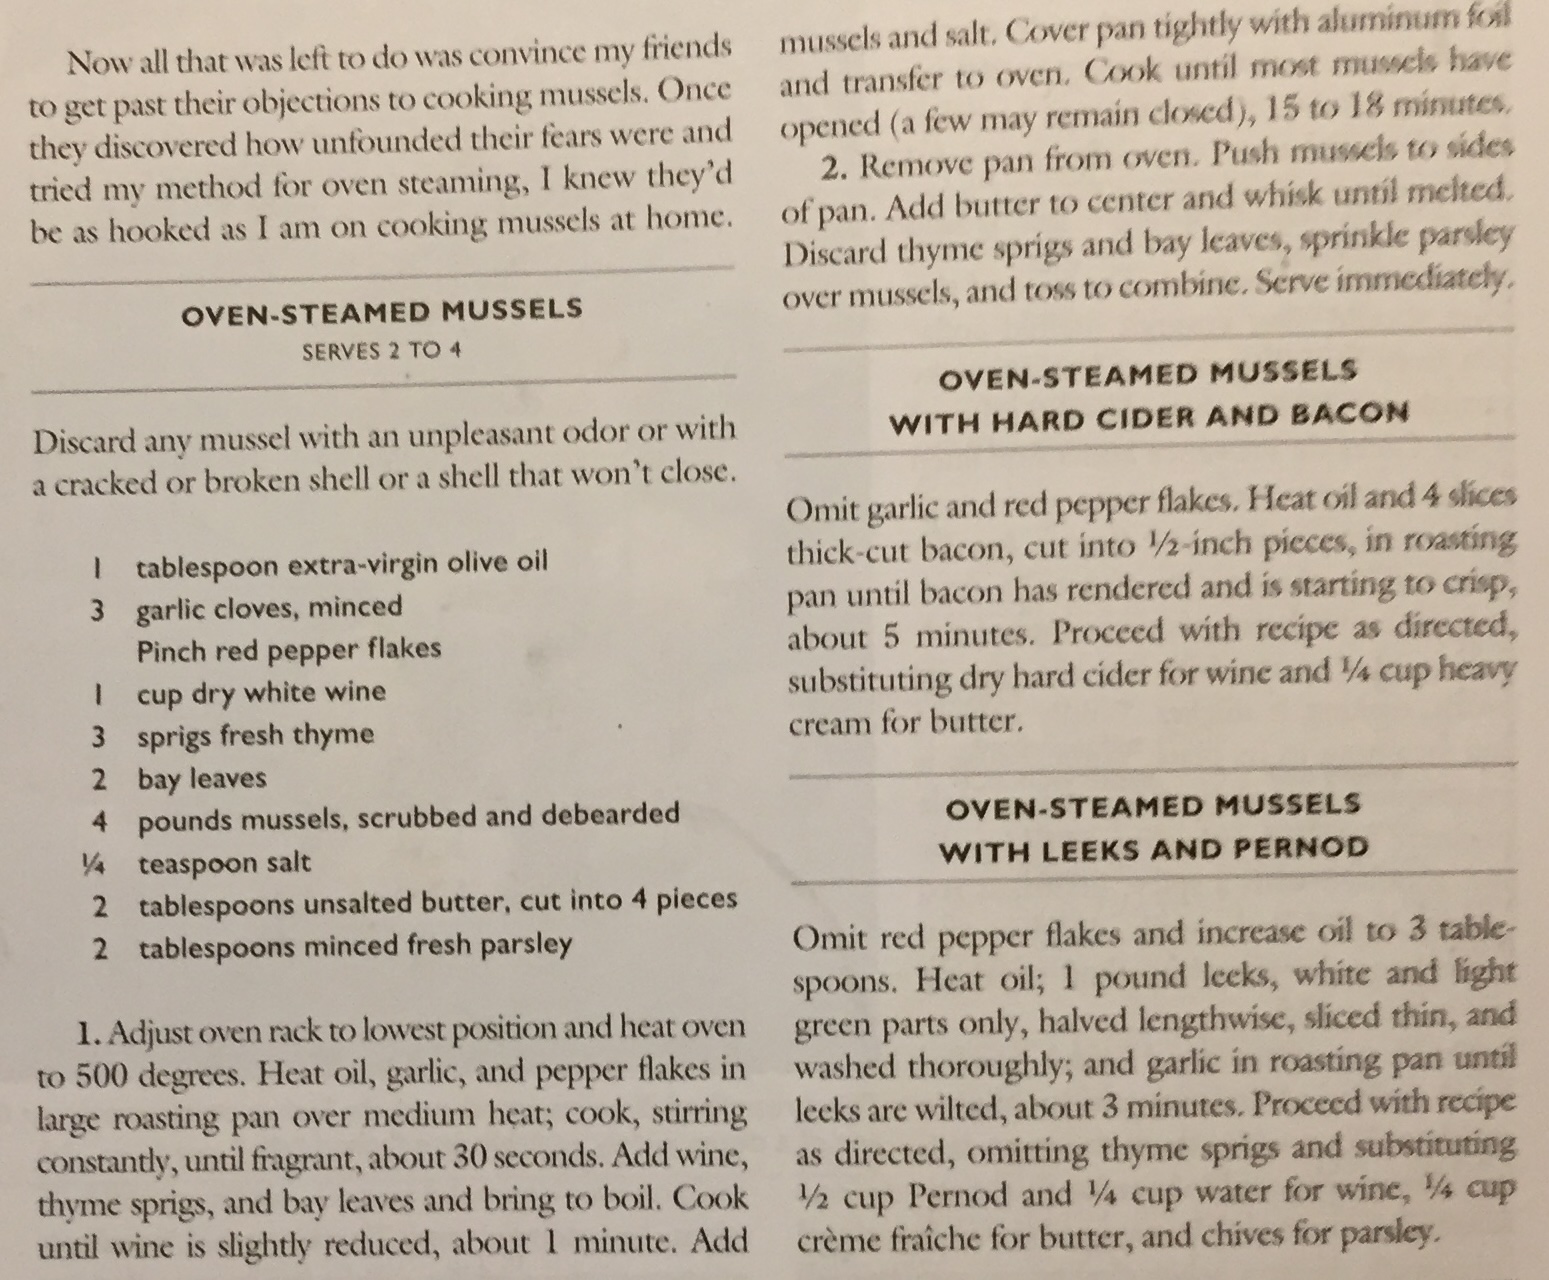 Now all that was left to do was convince my friends
to get past their objections to cooking mussels. Once
they discovered how unfounded their fears were and
tried my method for oven steaming, I knew they'd
be as hooked as I am on cooking mussels at home.
OVEN-STEAMED MUSSELS
SERVES 2 TO 4
Discard any mussel with an unpleasant odor or with
a cracked or broken shell or a shell that won't close.
1 tablespoon extra-virgin olive oil
3 garlic cloves, minced
Pinch red pepper flakes
1 cup dry white wine
3 sprigs fresh thyme
2 bay leaves
4 pounds mussels, scrubbed and debearded
¼ teaspoon salt
2 tablespoons unsalted butter, cut into 4 pieces
2 tablespoons minced fresh parsley
1. Adjust oven rack to lowest position and heat oven
to 500 degrees. Heat oil, garlic, and pepper flakes in
large roasting pan over medium heat; cook, stirring
constantly, until fragrant, about 30 seconds. Add wine,
thyme sprigs, and bay leaves and bring to boil. Cook
until wine is slightly reduced, about 1 minute. Add
mussels and salt. Cover pan tightly with aluminum foil
and transfer to oven. Cook until most mussels have
opened (a few may remain closed), 15 to 18 minutes.
2. Remove pan from oven. Push mussels to sides
of pan. Add butter to center and whisk until melted.
Discard thyme sprigs and bay leaves, sprinkle parsley
over mussels, and toss to combine. Serve immediately.
OVEN-STEAMED MUSSELS
WITH HARD CIDER AND BACON
Omit garlic and red pepper flakes. Heat oil and 4 slices
thick-cut bacon, cut into ½-inch pieces, in roasting
pan until bacon has rendered and is starting to crisp,
about 5 minutes. Proceed with recipe as directed,
substituting dry hard cider for wine and ¼ cup heavy
cream for butter.
OVEN-STEAMED MUSSELS
WITH LEEKS AND PERNOD
Omit red pepper flakes and increase oil to 3 table-
spoons. Heat oil; 1 pound leeks, white and light
green parts only, halved lengthwise, sliced thin, and
washed thoroughly; and garlic in roasting pan until
leeks are wilted, about 3 minutes. Proceed with recipe
as directed, omitting thyme sprigs and substituting
½ cup Pernod and ¼ cup water for wine, ¼ cup
crème fraîche for butter, and chives for parsley.